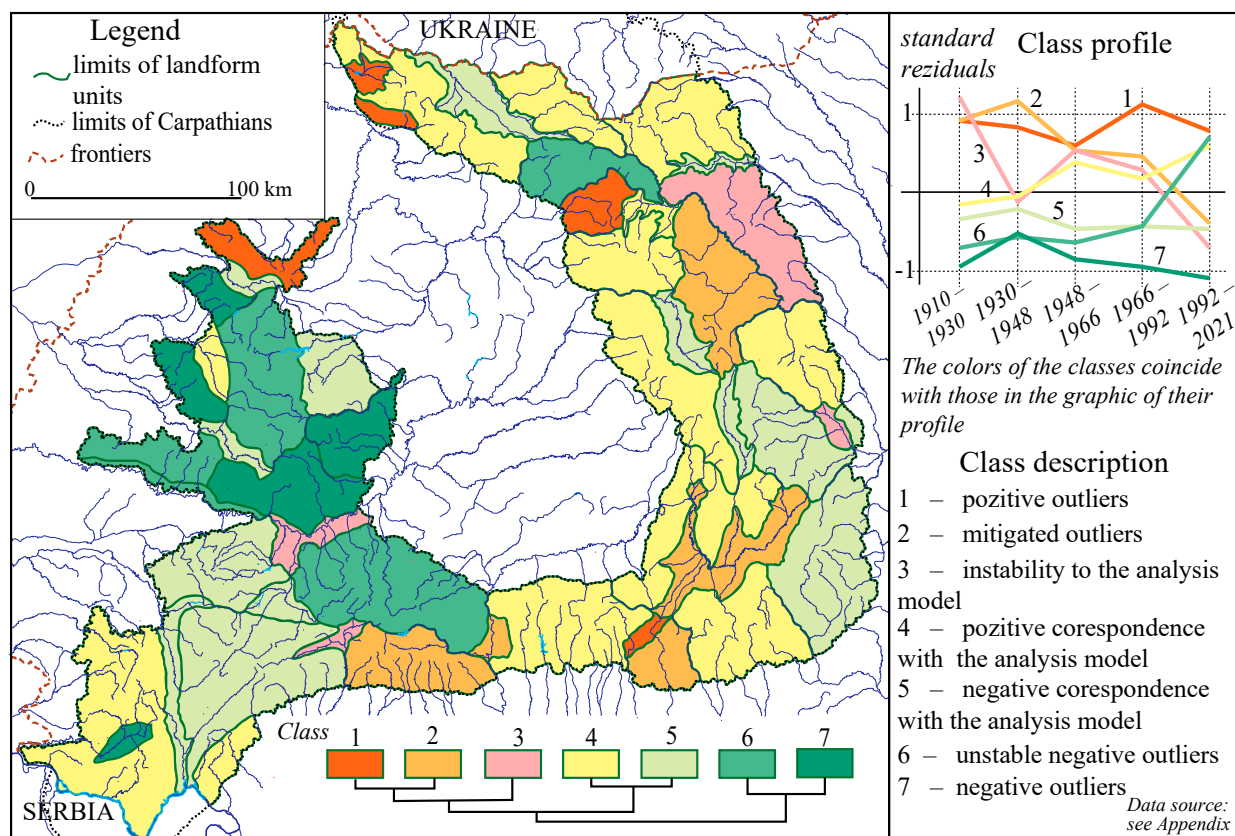 Legend
limits of landform
units
limits of Carpathians
frontiers
0 100 km
UKRAINE
SERBIA
Class
1 2 3 4 5 6 7
standard
reziduals
Class profile
1
-1
1
2
3
4
5
6
7
1910 –
1930
1930 –
1948
1948 –
1966
1966 –
1992
1992 –
2021
The colors of the classes coincide
with those in the graphic of their
profile
Class description
1 – pozitive outliers
2 – mitigated outliers
3 – instability to the analysis
model
4 – pozitive corespondence
with the analysis model
5 – negative corespondence
with the analysis model
6 – unstable negative outliers
7 – negative outliers
Data source:
see Appendix